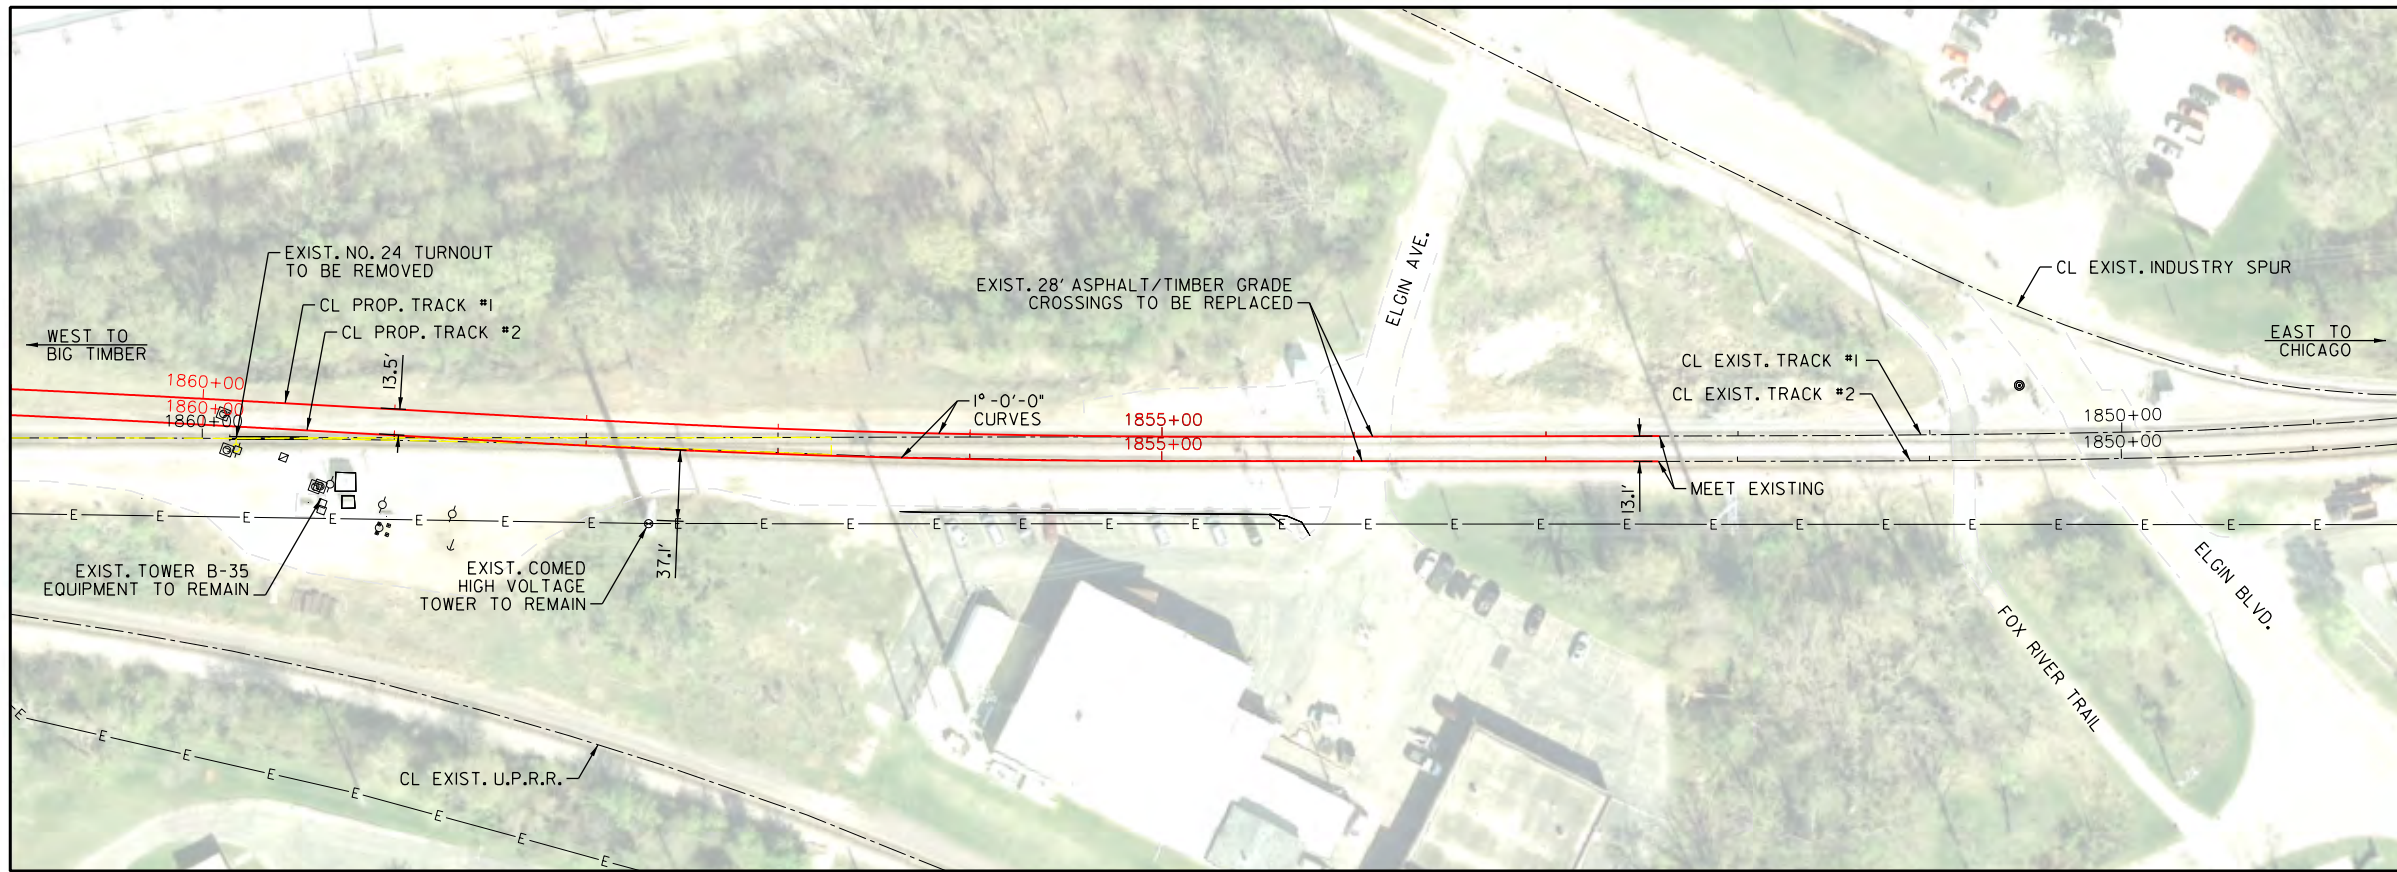 EXIST. NO. 24 TURNOUT
TO BE REMOVED
CL PROP. TRACK #1
CL PROP. TRACK #2
WEST TO
BIG TIMBER
1860+00
1860+00
1860+00
13.5'
1°-0'-0"
CURVES
EXIST. 28' ASPHALT/TIMBER GRADE
CROSSINGS TO BE REPLACED
ELGIN AVE.
1855+00
1855+00
CL EXIST. INDUSTRY SPUR
EAST TO
CHICAGO
CL EXIST. TRACK #1
CL EXIST. TRACK #2
1850+00
1850+00
MEET EXISTING
13.1'
37.1'
E E E E E E E E E E E E E E E E E E E E E E E E E E E
EXIST. TOWER B-35
EQUIPMENT TO REMAIN
EXIST. COMED
HIGH VOLTAGE
TOWER TO REMAIN
ELGIN BLVD.
FOX RIVER TRAIL
CL EXIST. U.P.R.R.
E E E E E E E E